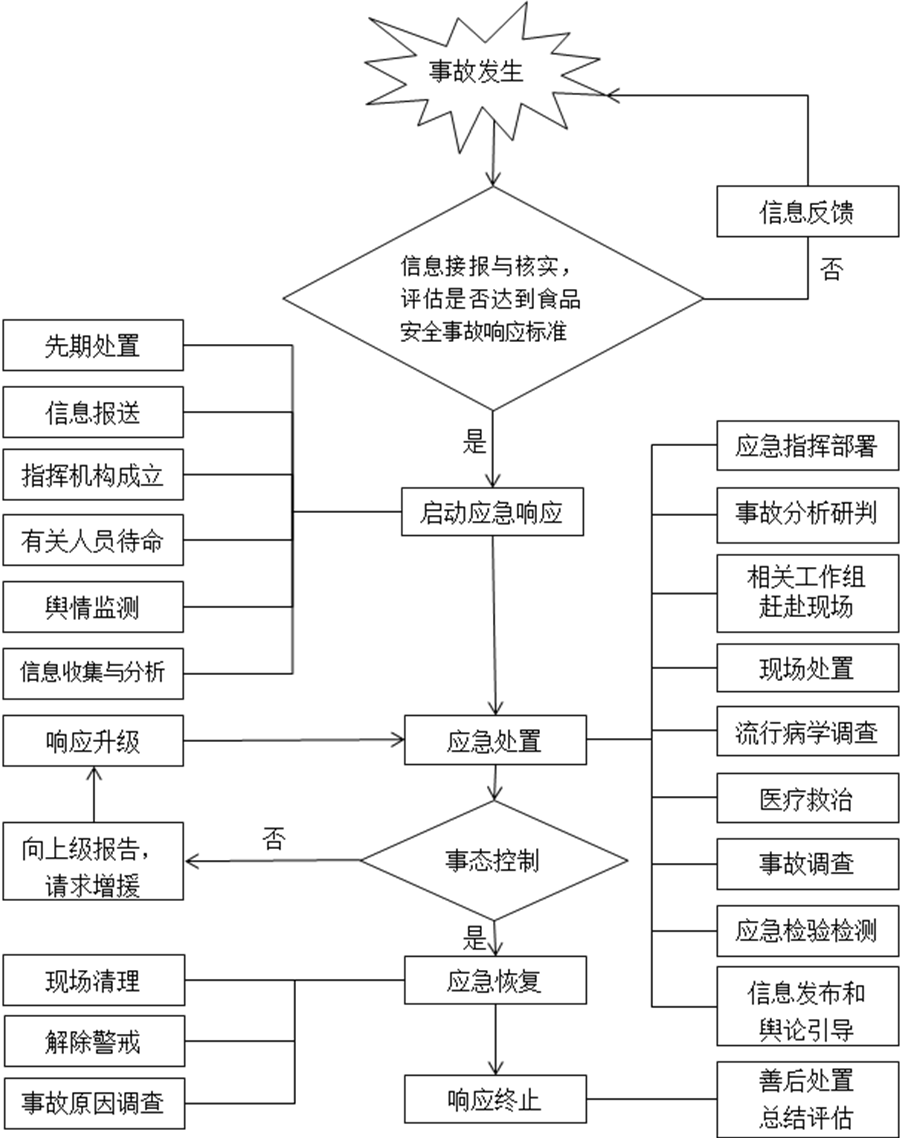 事故发生
信息反馈
否
信息接报与核实，
评估是否达到食品
安全事故响应标准
先期处置
信息报送
指挥机构成立
有关人员待命
舆情监测
信息收集与分析
是
启动应急响应
应急指挥部署
事故分析研判
相关工作组
赶赴现场
现场处置
流行病学调查
医疗救治
事故调查
应急检验检测
信息发布和
舆论引导
响应升级
应急处置
向上级报告，
请求增援
否
事态控制
是
现场清理
解除警戒
事故原因调查
应急恢复
响应终止
善后处置
总结评估